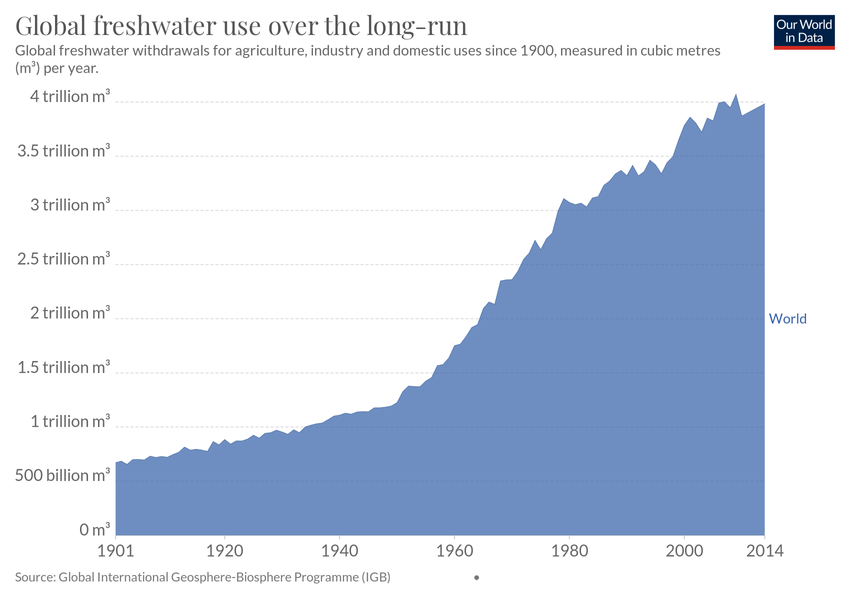 Global freshwater use over the long-run
Our World
in Data
Global freshwater withdrawals for agriculture, industry and domestic uses since 1900, measured in cubic metres
(m³) per year.
4 trillion m³
3.5 trillion m³
3 trillion m³
2.5 trillion m³
2 trillion m³
World
1.5 trillion m³
1 trillion m³
500 billion m³
0 m³
1901 1920 1940 1960 1980 2000 2014
Source: Global International Geosphere-Biosphere Programme (IGB) •